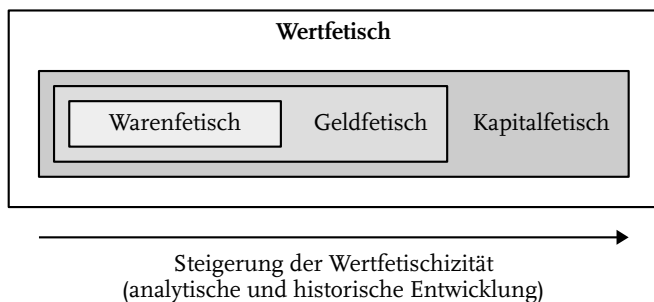 Wertfetisch
Warenfetisch Geldfetisch Kapitalfetisch
Steigerung der Wertfetischizität
(analytische und historische Entwicklung)